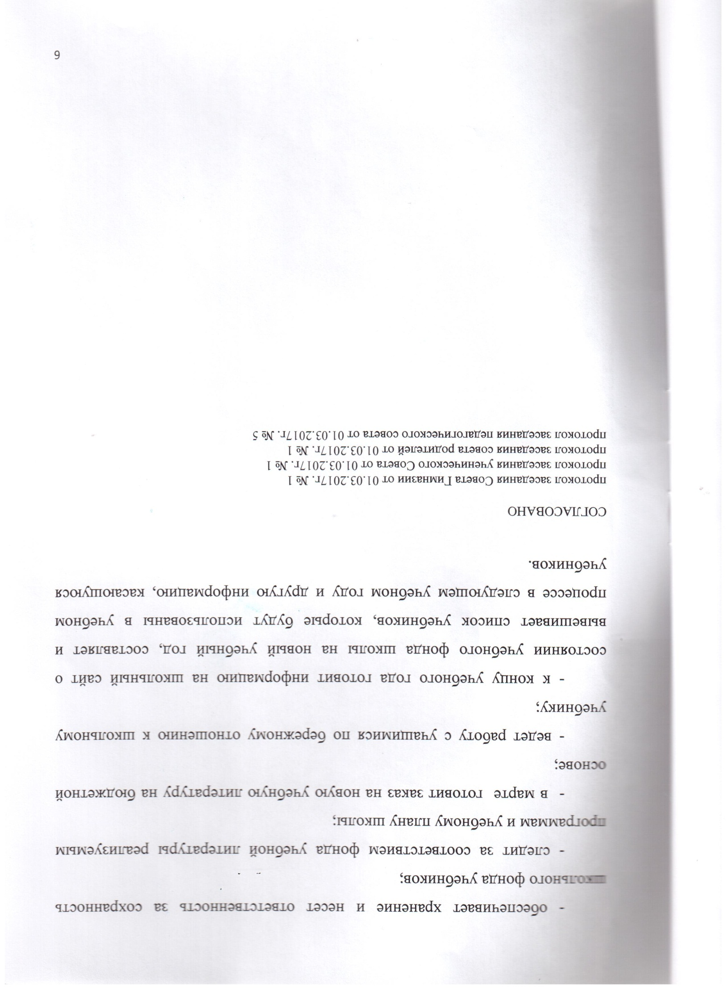 - обеспечивает хранение и несет ответственность за сохранность
школьного фонда учебников;
- следит за соответствием фонда учебной литературы реализуемым
программам и учебному плану школы;
- в марте готовит заказ на новую учебную литературу на бюджетной
основе;
- ведет работу с учащимися по бережному отношению к школьному
учебнику;
- к концу учебного года готовит информацию на школьный сайт о
состоянии учебного фонда школы на новый учебный год, составляет и
вывешивает список учебников, которые будут использованы в учебном
процессе в следующем учебном году и другую информацию, касающуюся
учебников.
СОГЛАСОВАНО
протокол заседания Совета Гимназии от 01.03.2017г. № 1
протокол заседания ученического Совета от 01.03.2017г. № 1
протокол заседания совета родителей от 01.03.2017г. № 1
протокол заседания педагогического совета от 01.03.2017г. № 5
6